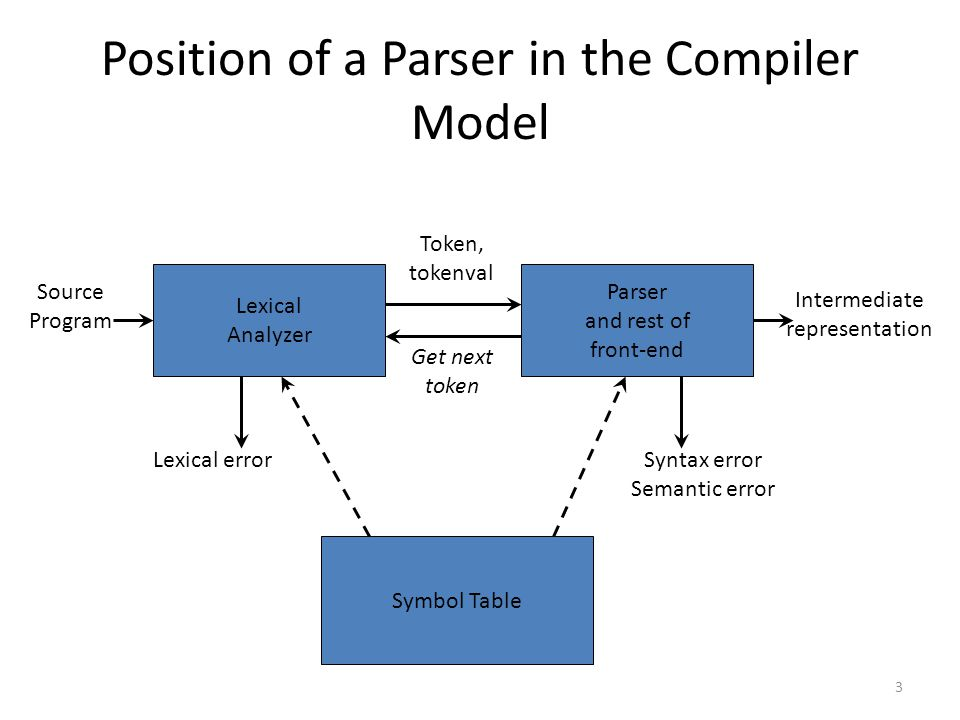 Position of a Parser in the Compiler
Model
Token,
tokenval
Source
Program
Lexical
Analyzer
Parser
and rest of
front-end
Intermediate
representation
Get next
token
Lexical error
Syntax error
Semantic error
Symbol Table
3